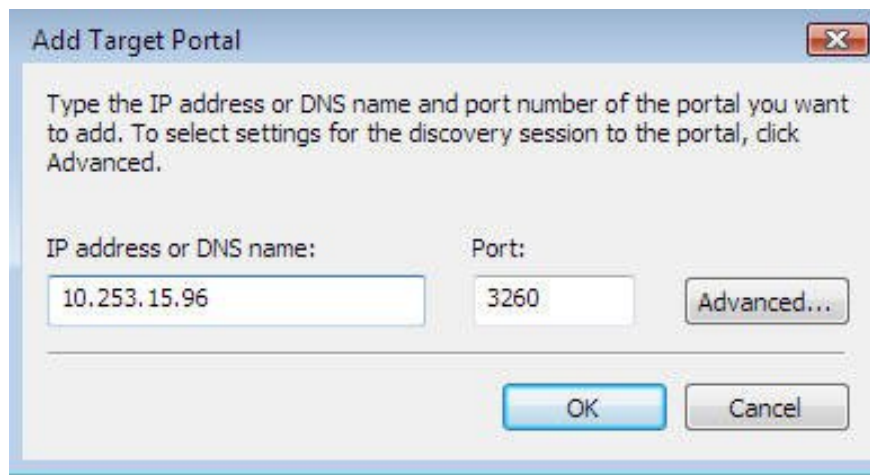 Add Target Portal
Type the IP address or DNS name and port number of the portal you want
to add. To select settings for the discovery session to the portal, click
Advanced.
IP address or DNS name:
Port:
10.253.15.96
3260
Advanced...
OK
Cancel